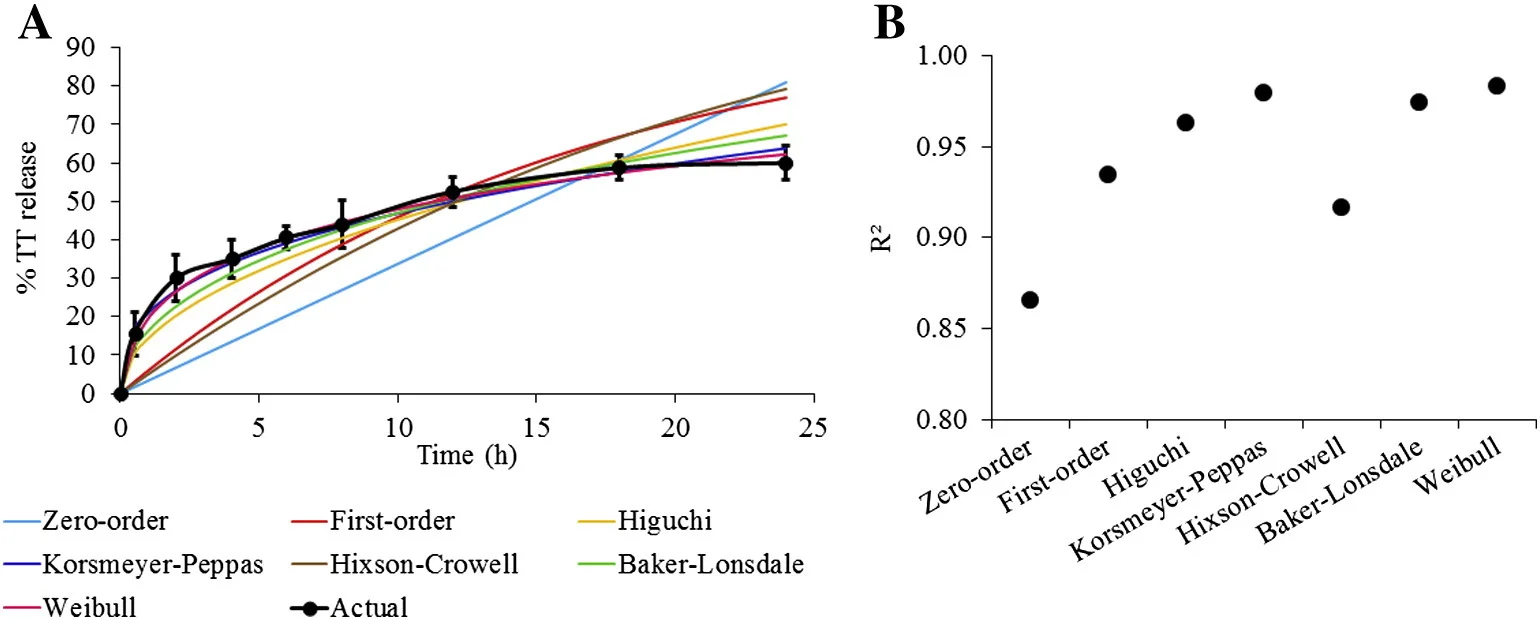 A
90
80
70
60
50
40
30
20
10
0
% TT release
0 5 10 15 20 25
Time (h)
Zero-order First-order Higuchi
Korsmeyer-Peppas Hixson-Crowell Baker-Lonsdale
Weibull Actual
B
1.00
0.95
0.90
0.85
0.80
R²
Zero-order
First-order
Higuchi
Korsmeyer-Peppas
Hixson-Crowell
Baker-Lonsdale
Weibull